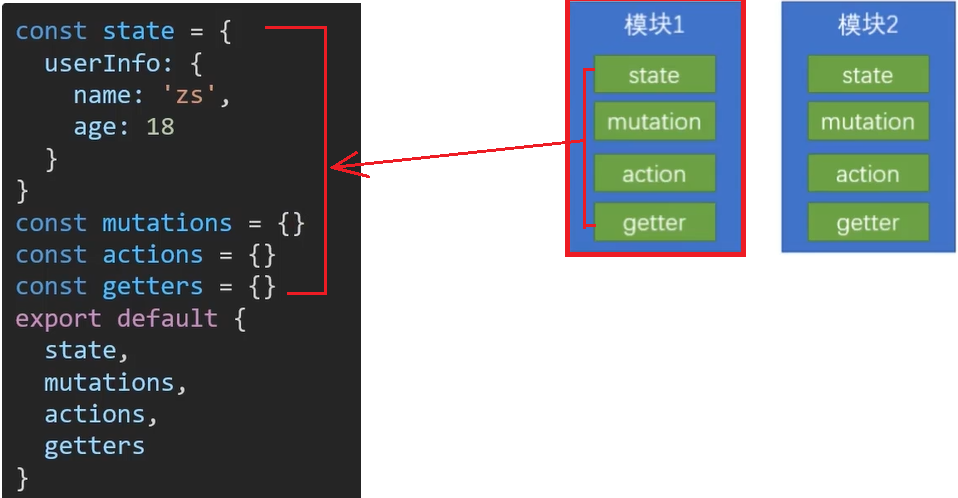 const state = {
  userInfo: {
    name: 'zs',
    age: 18
  }
}
const mutations = {}
const actions = {}
const getters = {}
export default {
  state,
  mutations,
  actions,
  getters
}
模块1
state
mutation
action
getter
模块2
state
mutation
action
getter